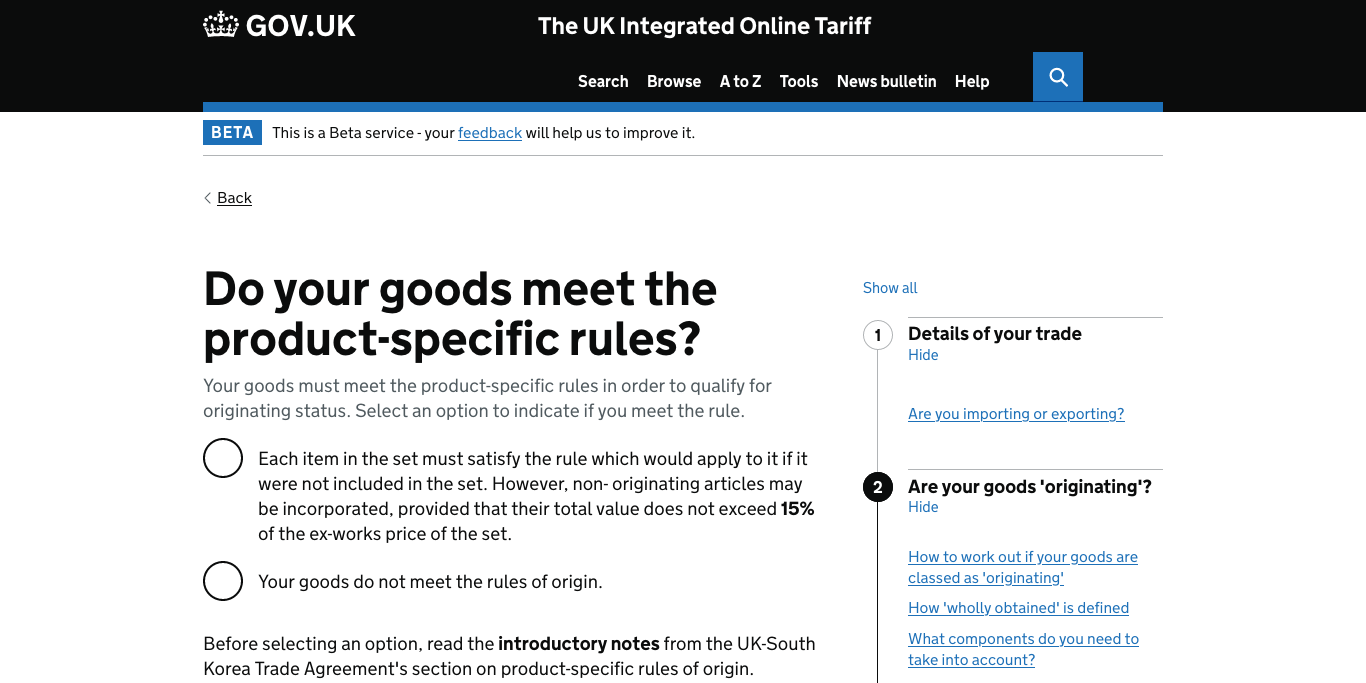 GOV.UK
The UK Integrated Online Tariff
Search Browse A to Z Tools News bulletin Help
BETA This is a Beta service - your feedback will help us to improve it.
Back
Do your goods meet the
product-specific rules?
Your goods must meet the product-specific rules in order to qualify for
originating status. Select an option to indicate if you meet the rule.
Each item in the set must satisfy the rule which would apply to it if it
were not included in the set. However, non- originating articles may
be incorporated, provided that their total value does not exceed 15%
of the ex-works price of the set.
Your goods do not meet the rules of origin.
Before selecting an option, read the introductory notes from the UK-South
Korea Trade Agreement's section on product-specific rules of origin.
Show all
1 Details of your trade
Hide
Are you importing or exporting?
2 Are your goods 'originating'?
Hide
How to work out if your goods are
classed as 'originating'
How 'wholly obtained' is defined
What components do you need to
take into account?